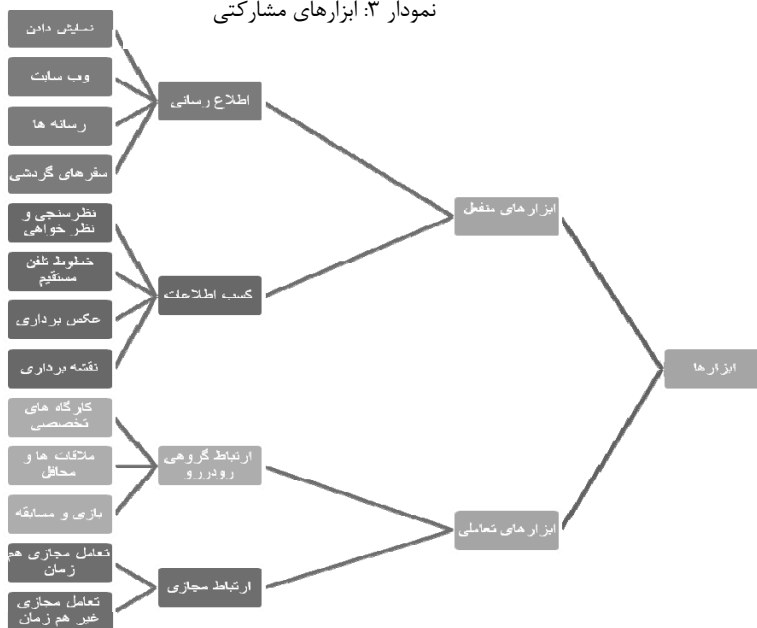 نمودار ۳: ابزارهای مشارکتی
ابزارها
ابزارهای منفعل
اطلاع رسانی
نمایش دادن
وب سایت
رسانه ها
سفرهای گردشی
کسب اطلاعات
نظرسنجی و
نظر خواهی
خطوط تلفن
مستقیم
عکس برداری
نقشه برداری
ابزارهای تعاملی
ارتباط گروهی
رودررو
کارگاه های
تخصصی
ملاقات ها و
محافل
بازی و مسابقه
ارتباط مجازی
تعامل مجازی هم
زمان
تعامل مجازی
غیر هم زمان